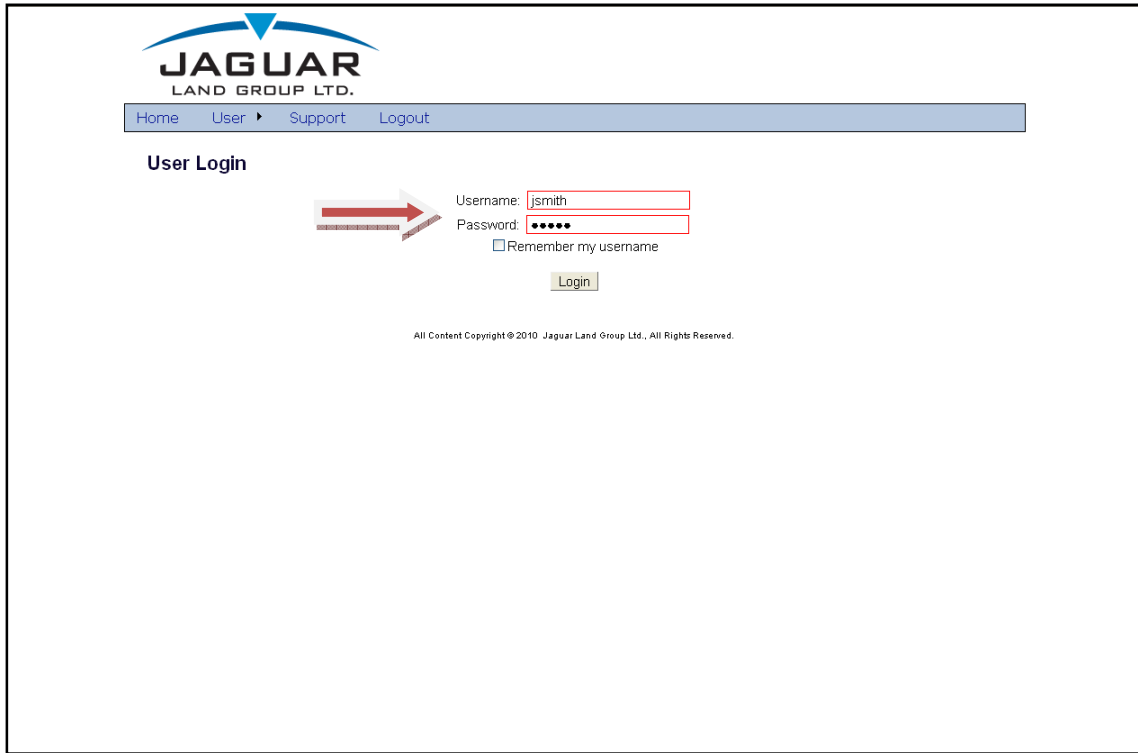 JAGUAR
LAND GROUP LTD.
Home User Support Logout
User Login
Username: jsmith
Password: •••••
Remember my username
Login
All Content Copyright © 2010 Jaguar Land Group Ltd., All Rights Reserved.